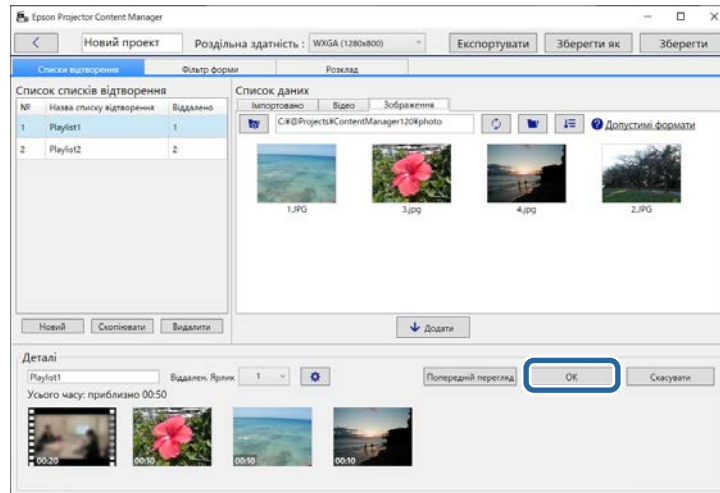 Epson Projector Content Manager
Новий проект Роздільна здатність : WXGA (1280x800) Експортувати Зберегти як Зберегти
Списки відтворення Фільтр форми Розклад
Список списків відтворення
№ Назва списку відтворення Віддалено
1 Playlist1 1
2 Playlist2 2
Новий Скопіювати Видалити
Список даних
Імпортовано Відео Зображення
C:¥@Projects¥ContentManager120¥photo Допустимі формати
1.JPG 3.jpg 4.jpg 2.JPG
Додати
Деталі
Playlist1 Віддален. Ярлик 1 Попередній перегляд ОК Скасувати
Усього часу: приблизно 00:50
00:20 00:10 00:10 00:10